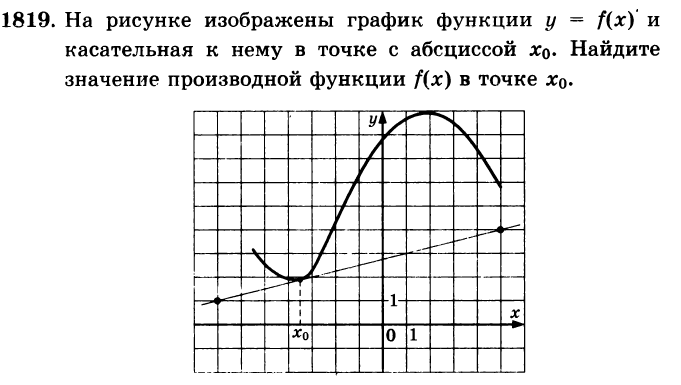 1819. На рисунке изображены график функции y = f(x) и
касательная к нему в точке с абсциссой x₀. Найдите
значение производной функции f(x) в точке x₀.
y
1
x
x₀ 0 1